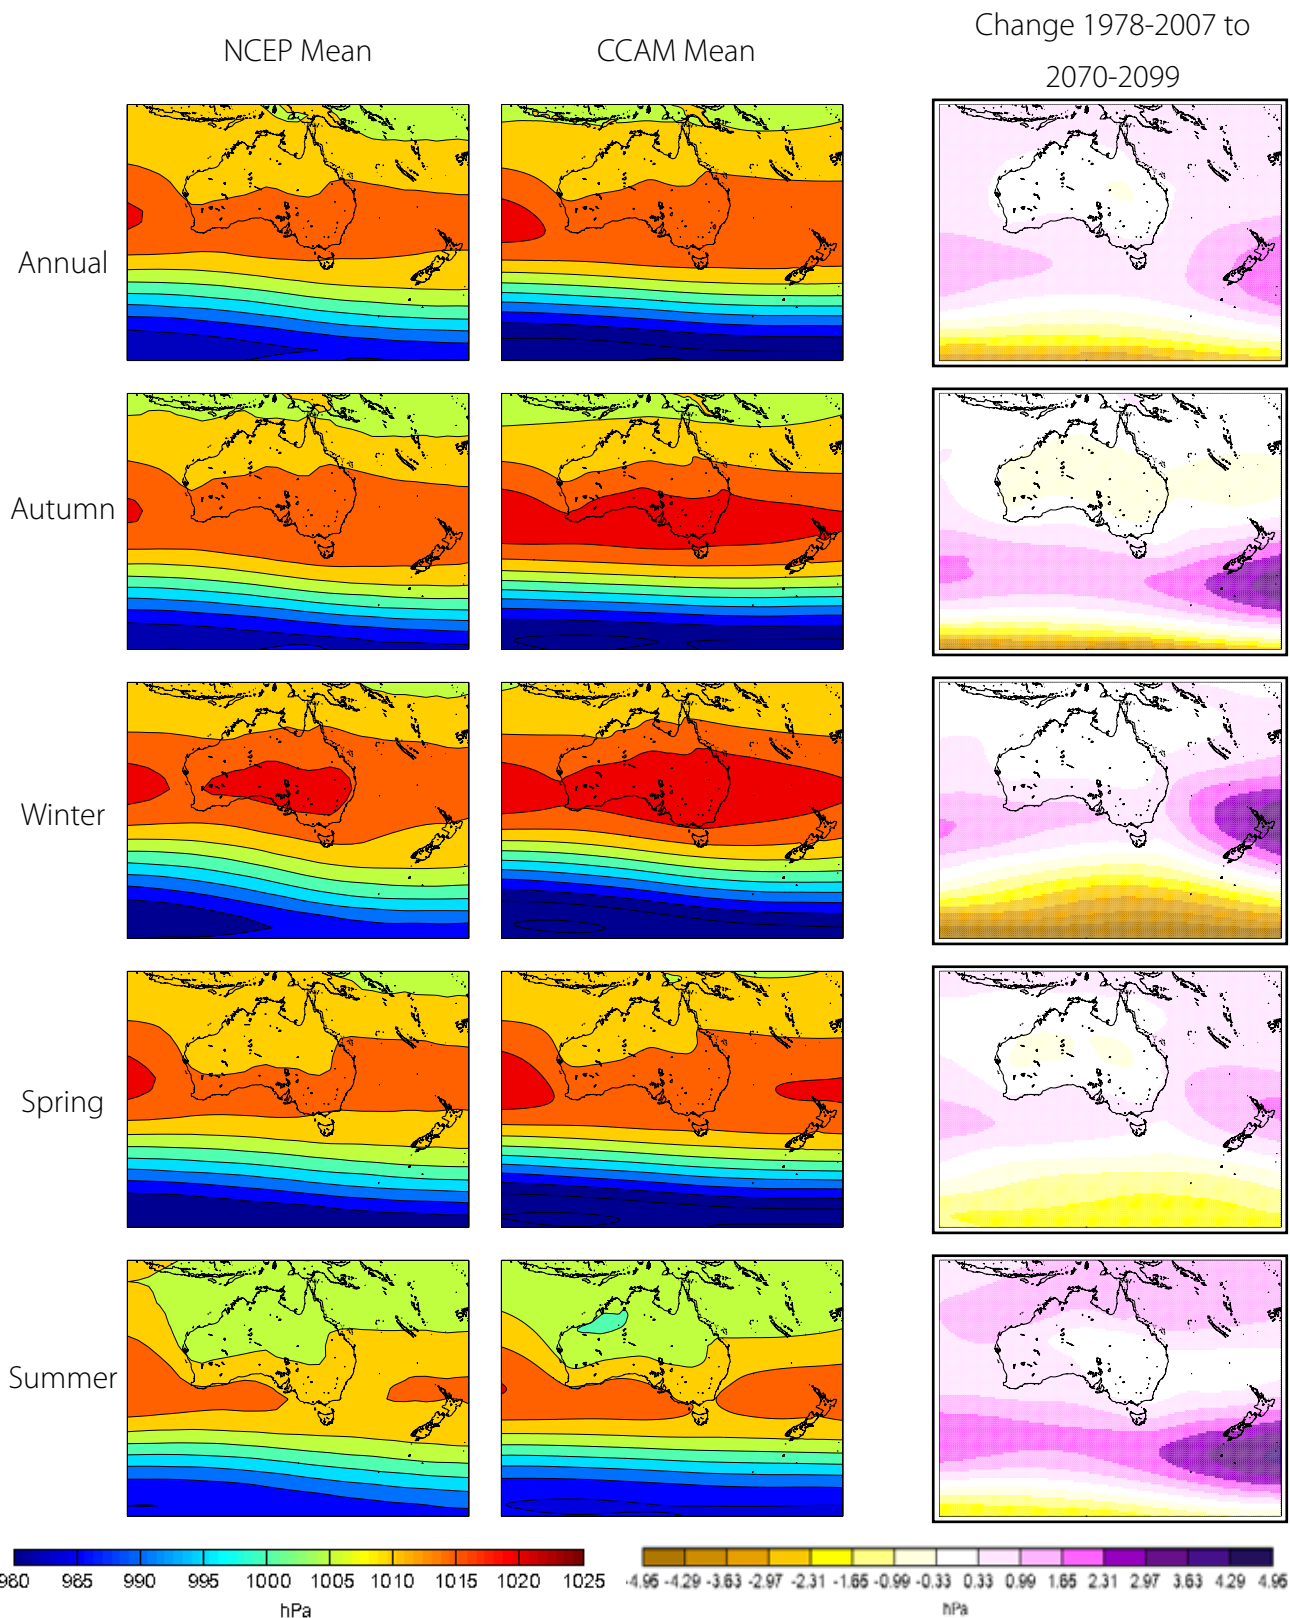 NCEP Mean
CCAM Mean
Change 1978-2007 to
2070-2099
Annual
Autumn
Winter
Spring
Summer
980 985 990 995 1000 1005 1010 1015 1020 1025
hPa
-4.95 -4.29 -3.63 -2.97 -2.31 -1.65 -0.99 -0.33 0.33 0.99 1.65 2.31 2.97 3.63 4.29 4.95
hPa